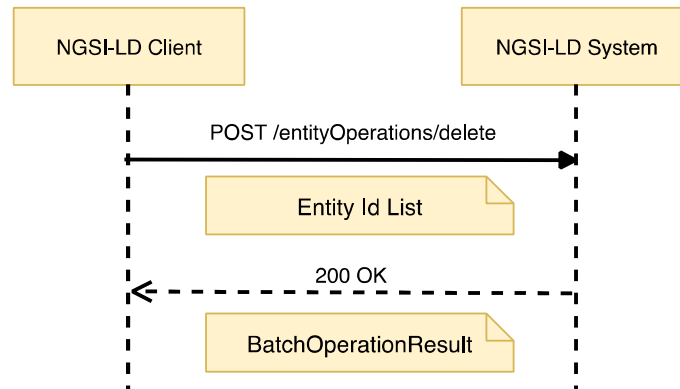 NGSI-LD Client
NGSI-LD System
POST /entityOperations/delete
Entity Id List
200 OK
BatchOperationResult